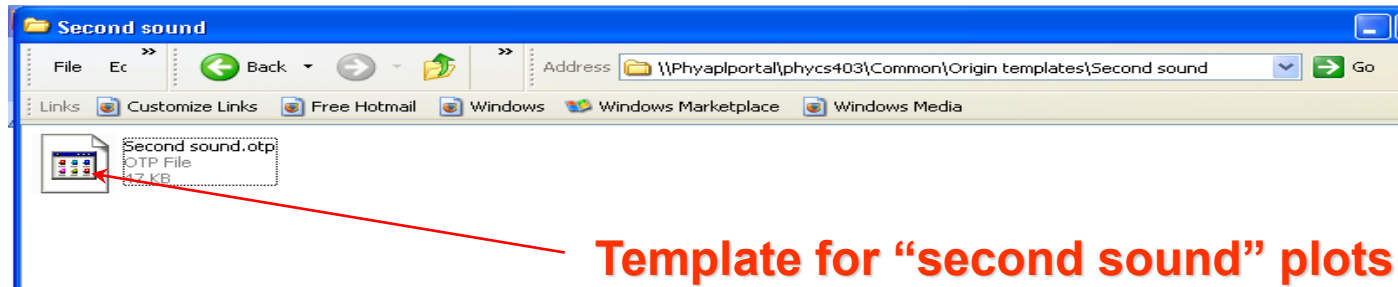 Second sound
File Ec » Back » Address \\Phyaplportal\phycs403\Common\Origin templates\Second sound Go
Links Customize Links Free Hotmail Windows Windows Marketplace Windows Media
Second sound.otp
OTP File
47 KB
Template for “second sound” plots